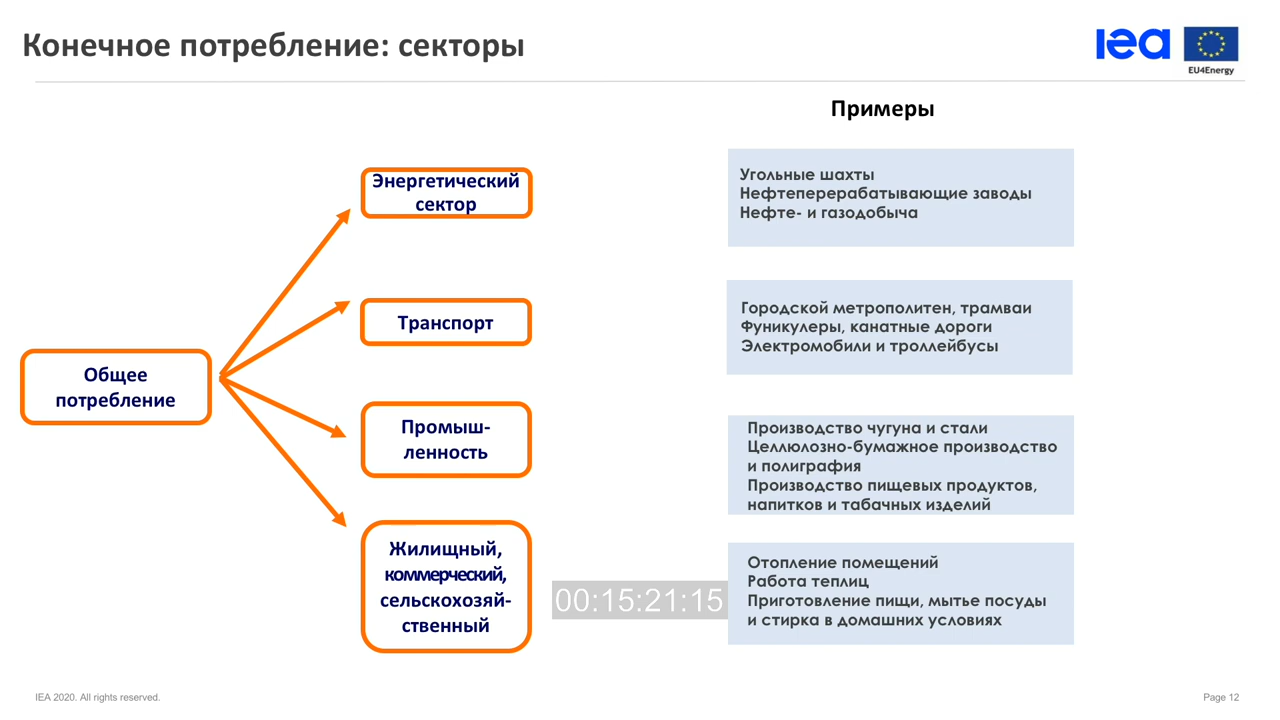 Конечное потребление: секторы
iea
EU4Energy
Примеры
Энергетический
сектор
Угольные шахты
Нефтеперерабатывающие заводы
Нефте- и газодобыча
Транспорт
Городской метрополитен, трамваи
Фуникулеры, канатные дороги
Электромобили и троллейбусы
Общее
потребление
Промыш-
ленность
Производство чугуна и стали
Целлюлозно-бумажное производство
и полиграфия
Производство пищевых продуктов,
напитков и табачных изделий
Жилищный,
коммерческий,
сельскохозяй-
ственный
00:15:21:15
Отопление помещений
Работа теплиц
Приготовление пищи, мытье посуды
и стирка в домашних условиях
IEA 2020. All rights reserved.
Page 12